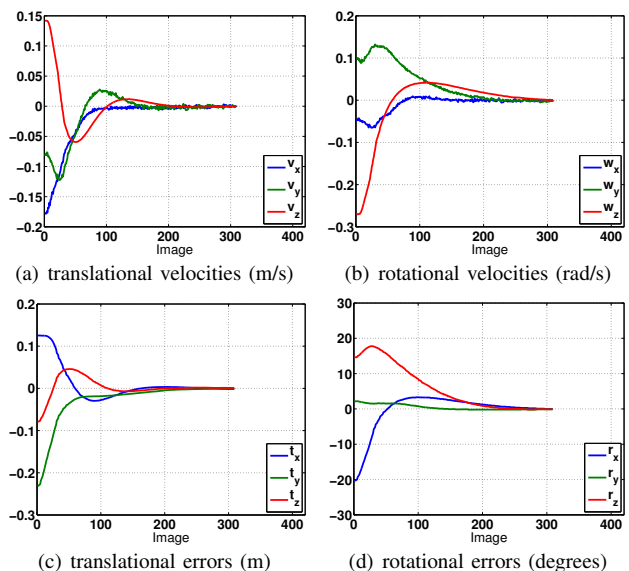 0.15
0.1
0.05
0
−0.05
−0.1
−0.15
−0.2
0 100 200 300 400
Image
v_x
v_y
v_z
(a) translational velocities (m/s)
0.2
0.1
0
−0.1
−0.2
−0.3
0 100 200 300 400
Image
w_x
w_y
w_z
(b) rotational velocities (rad/s)
0.2
0.1
0
−0.1
−0.2
−0.3
0 100 200 300 400
Image
t_x
t_y
t_z
(c) translational errors (m)
30
20
10
0
−10
−20
−30
0 100 200 300 400
Image
r_x
r_y
r_z
(d) rotational errors (degrees)